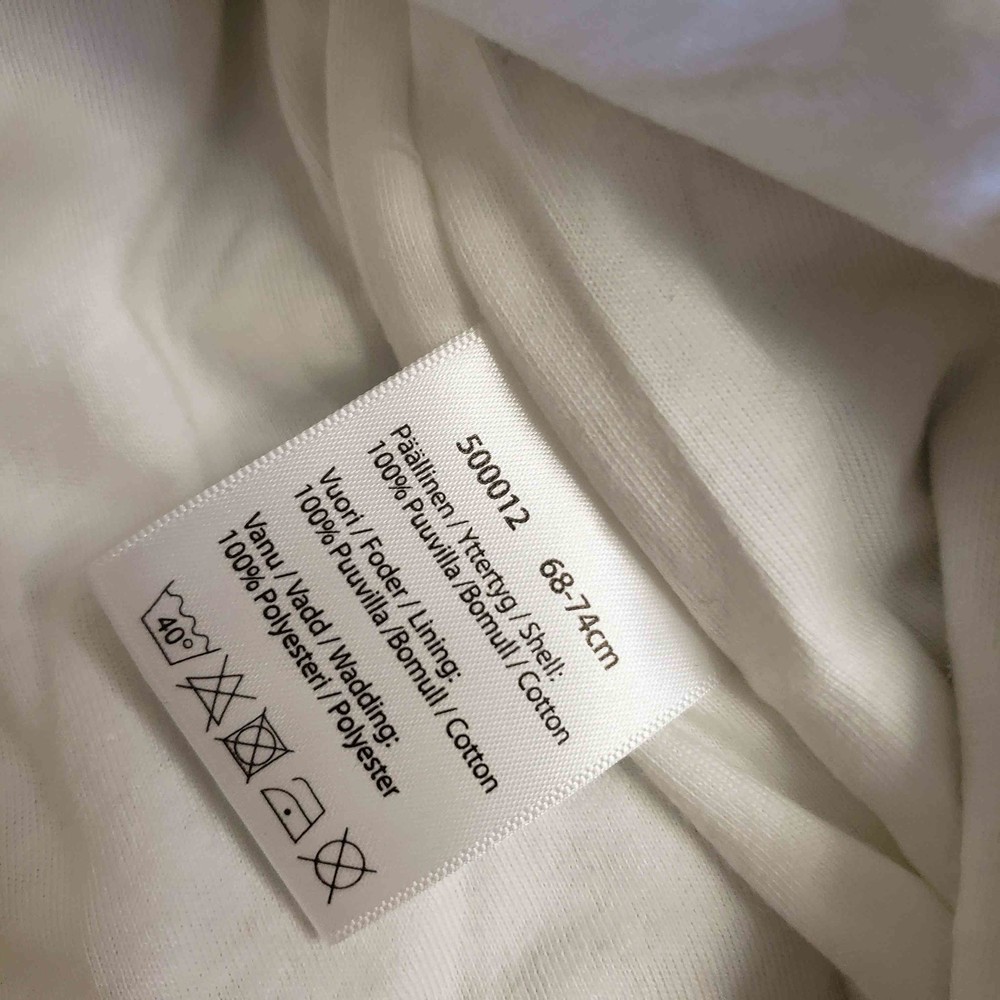 500012 68-74cm
Päällinen / Yttertyg / Shell:
100% Puuvilla /Bomull / Cotton
Vuori / Foder / Lining:
100% Puuvilla /Bomull / Cotton
Vanu / Vadd / Wadding:
100% Polyesteri / Polyester
40°